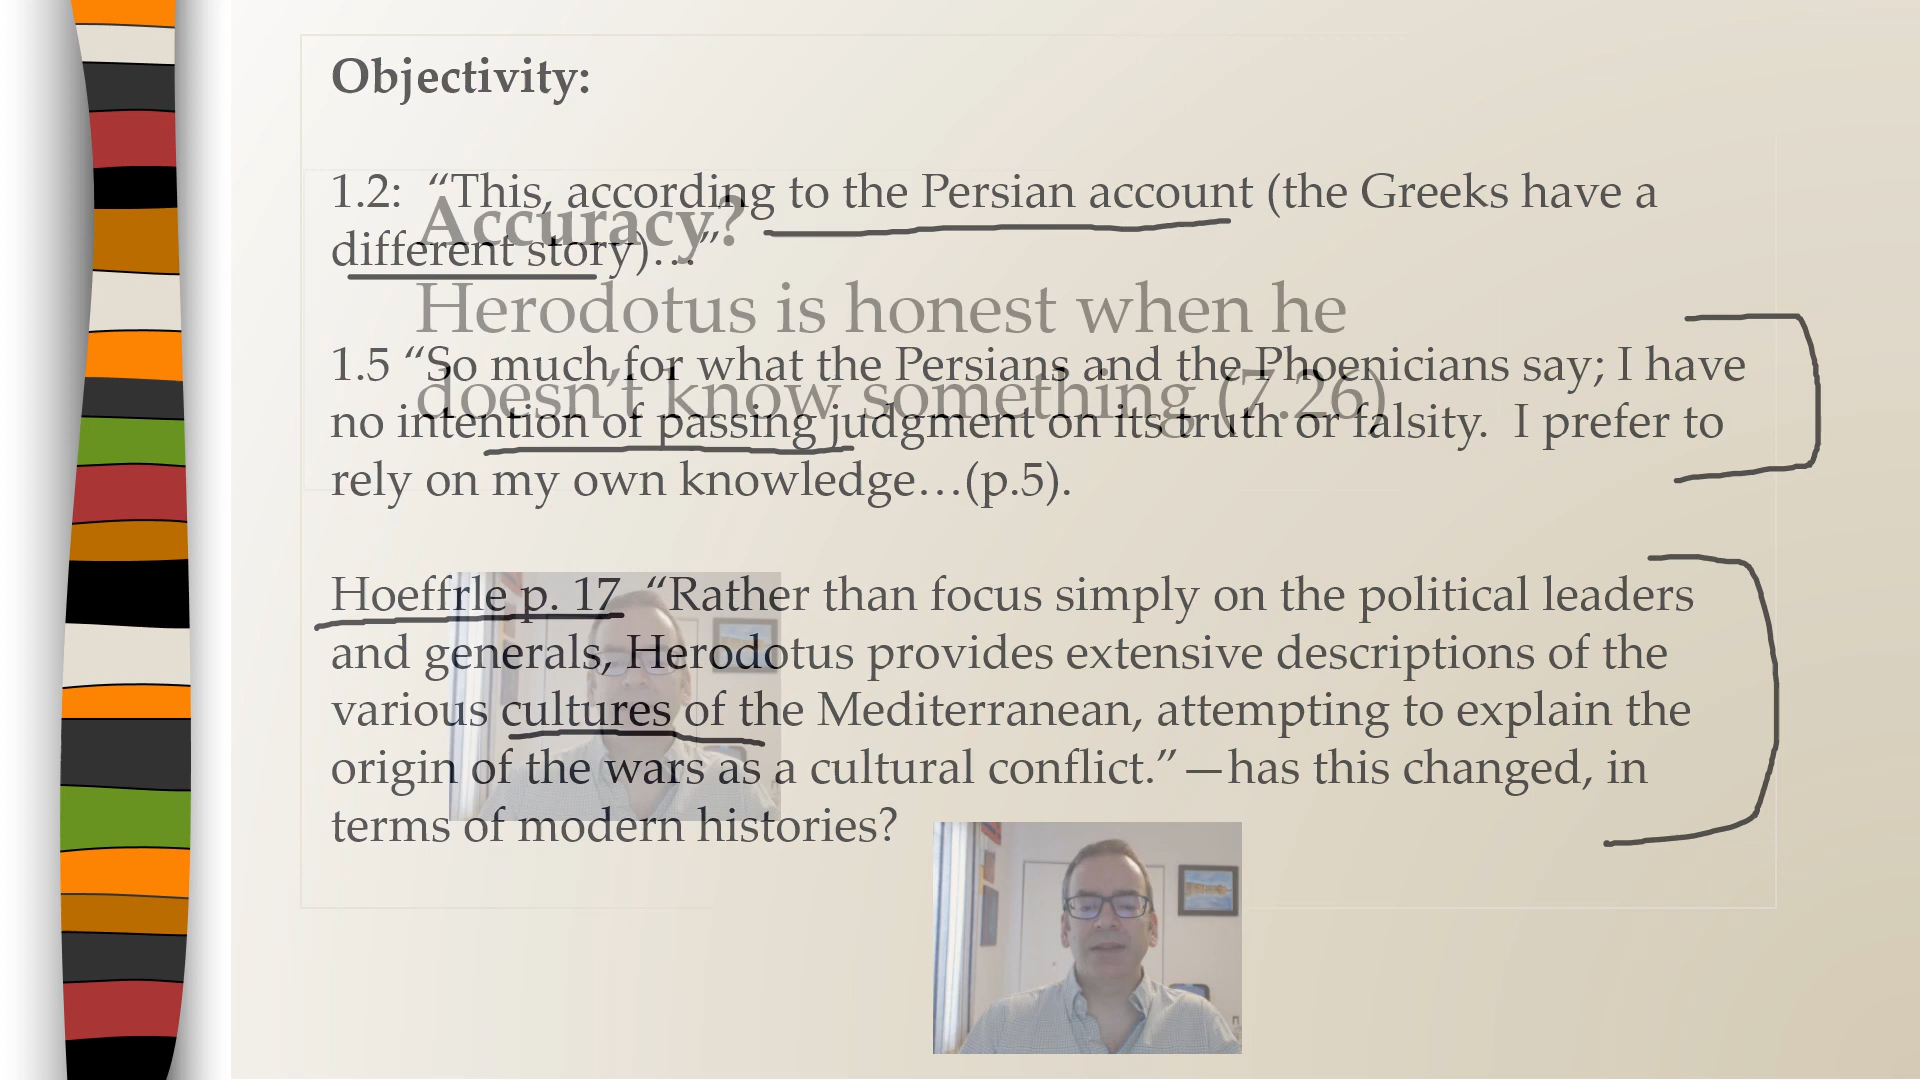 Objectivity:
1.2: “This, according to the Persian account (the Greeks have a
different story)…”
1.5 “So much for what the Persians and the Phoenicians say; I have
no intention of passing judgment on its truth or falsity. I prefer to
rely on my own knowledge…(p.5).
Hoeffrle p. 17 “Rather than focus simply on the political leaders
and generals, Herodotus provides extensive descriptions of the
various cultures of the Mediterranean, attempting to explain the
origin of the wars as a cultural conflict.”—has this changed, in
terms of modern histories?
Accuracy?
Herodotus is honest when he
doesn’t know something (7.26)